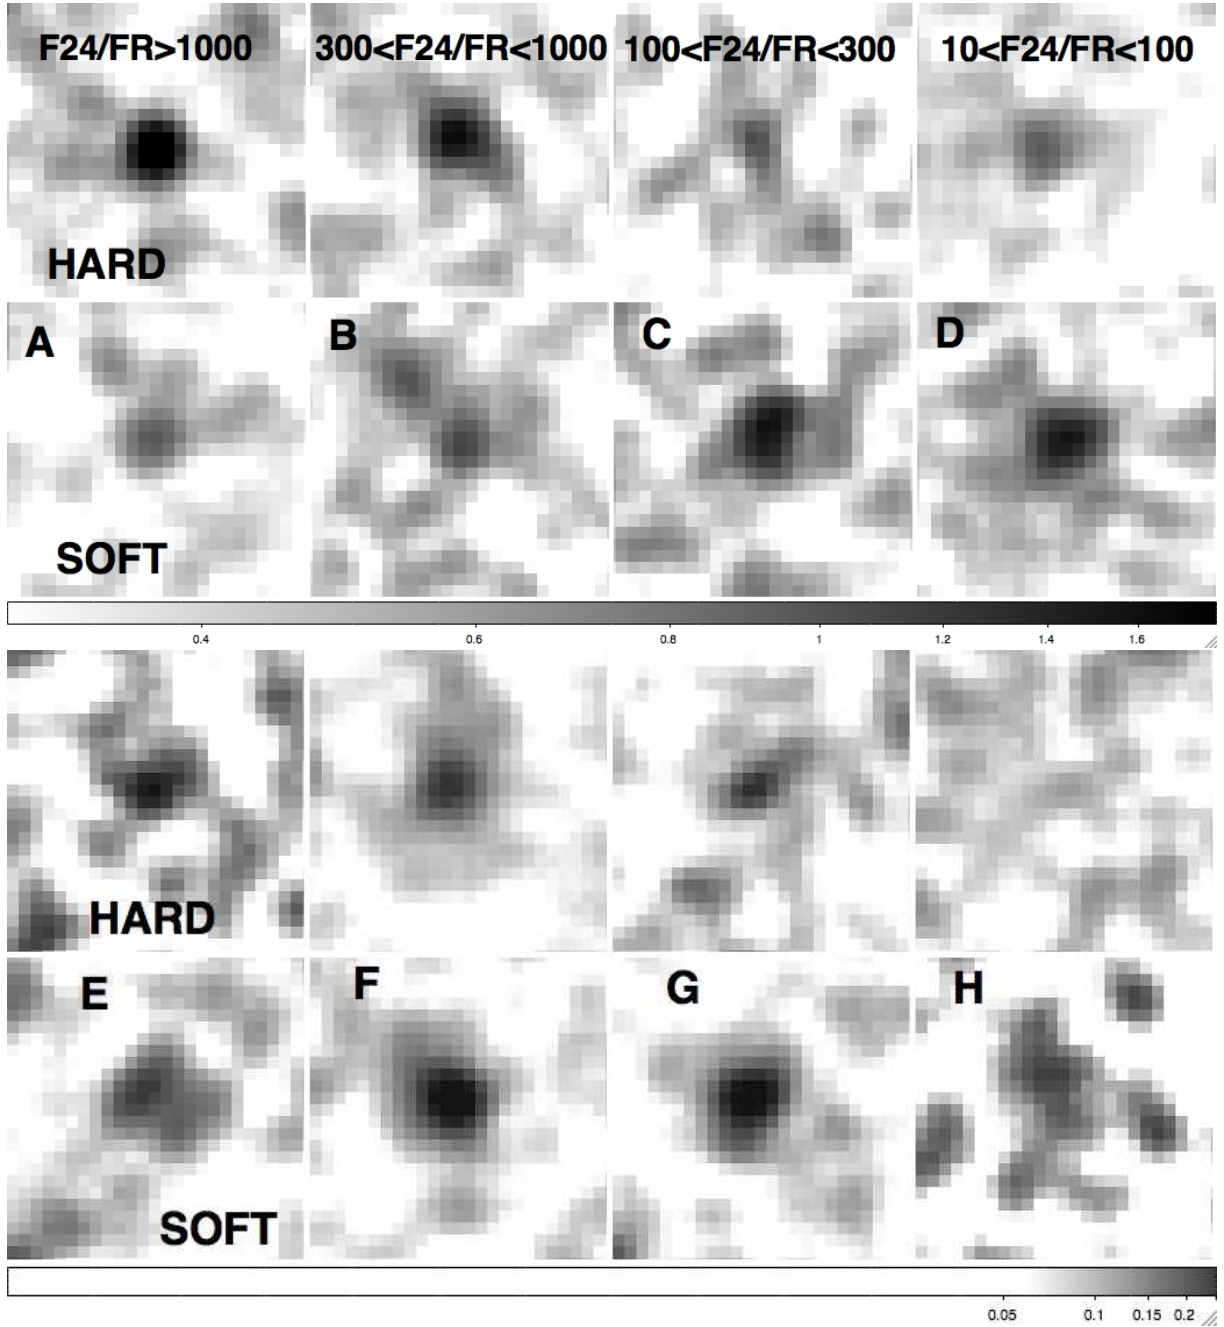 F24/FR>1000 300<F24/FR<1000 100<F24/FR<300 10<F24/FR<100
HARD
A B C D
SOFT
0.4 0.6 0.8 1 1.2 1.4 1.6
HARD
E F G H
SOFT
0.05 0.1 0.15 0.2